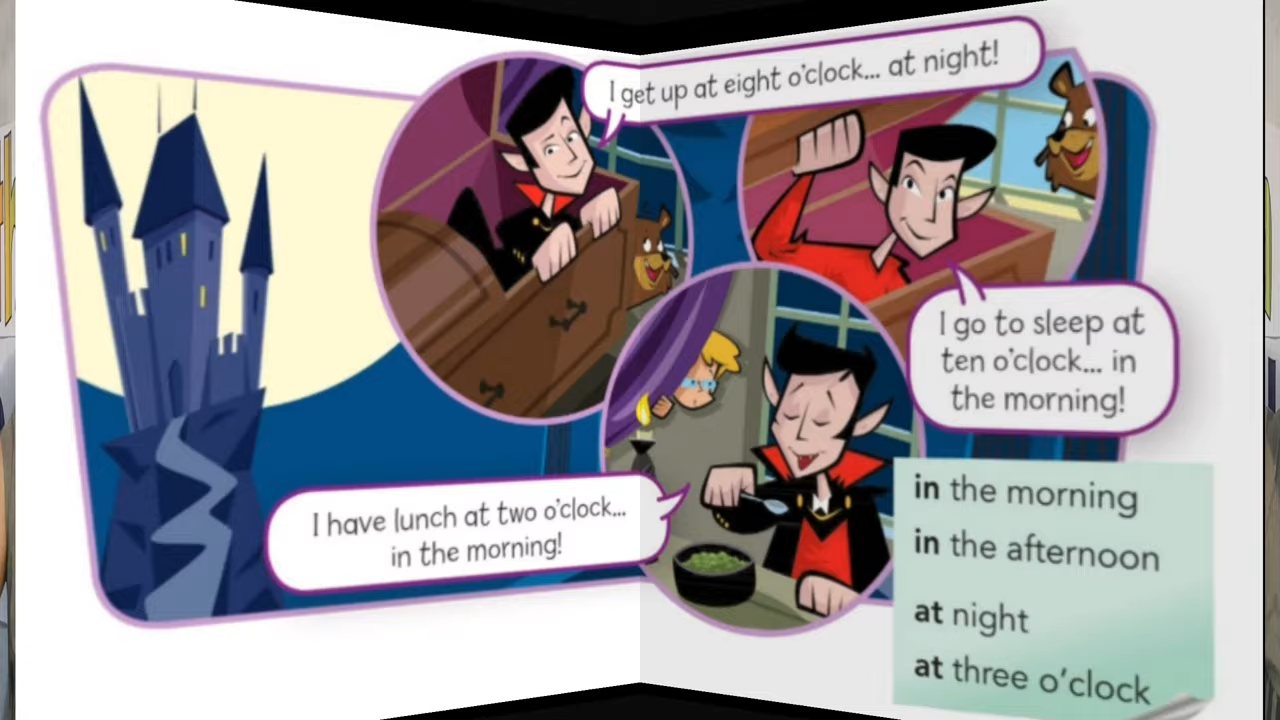 I get up at eight o'clock... at night!
I go to sleep at
ten o'clock... in
the morning!
I have lunch at two o'clock...
in the morning!
in the morning
in the afternoon
at night
at three o'clock